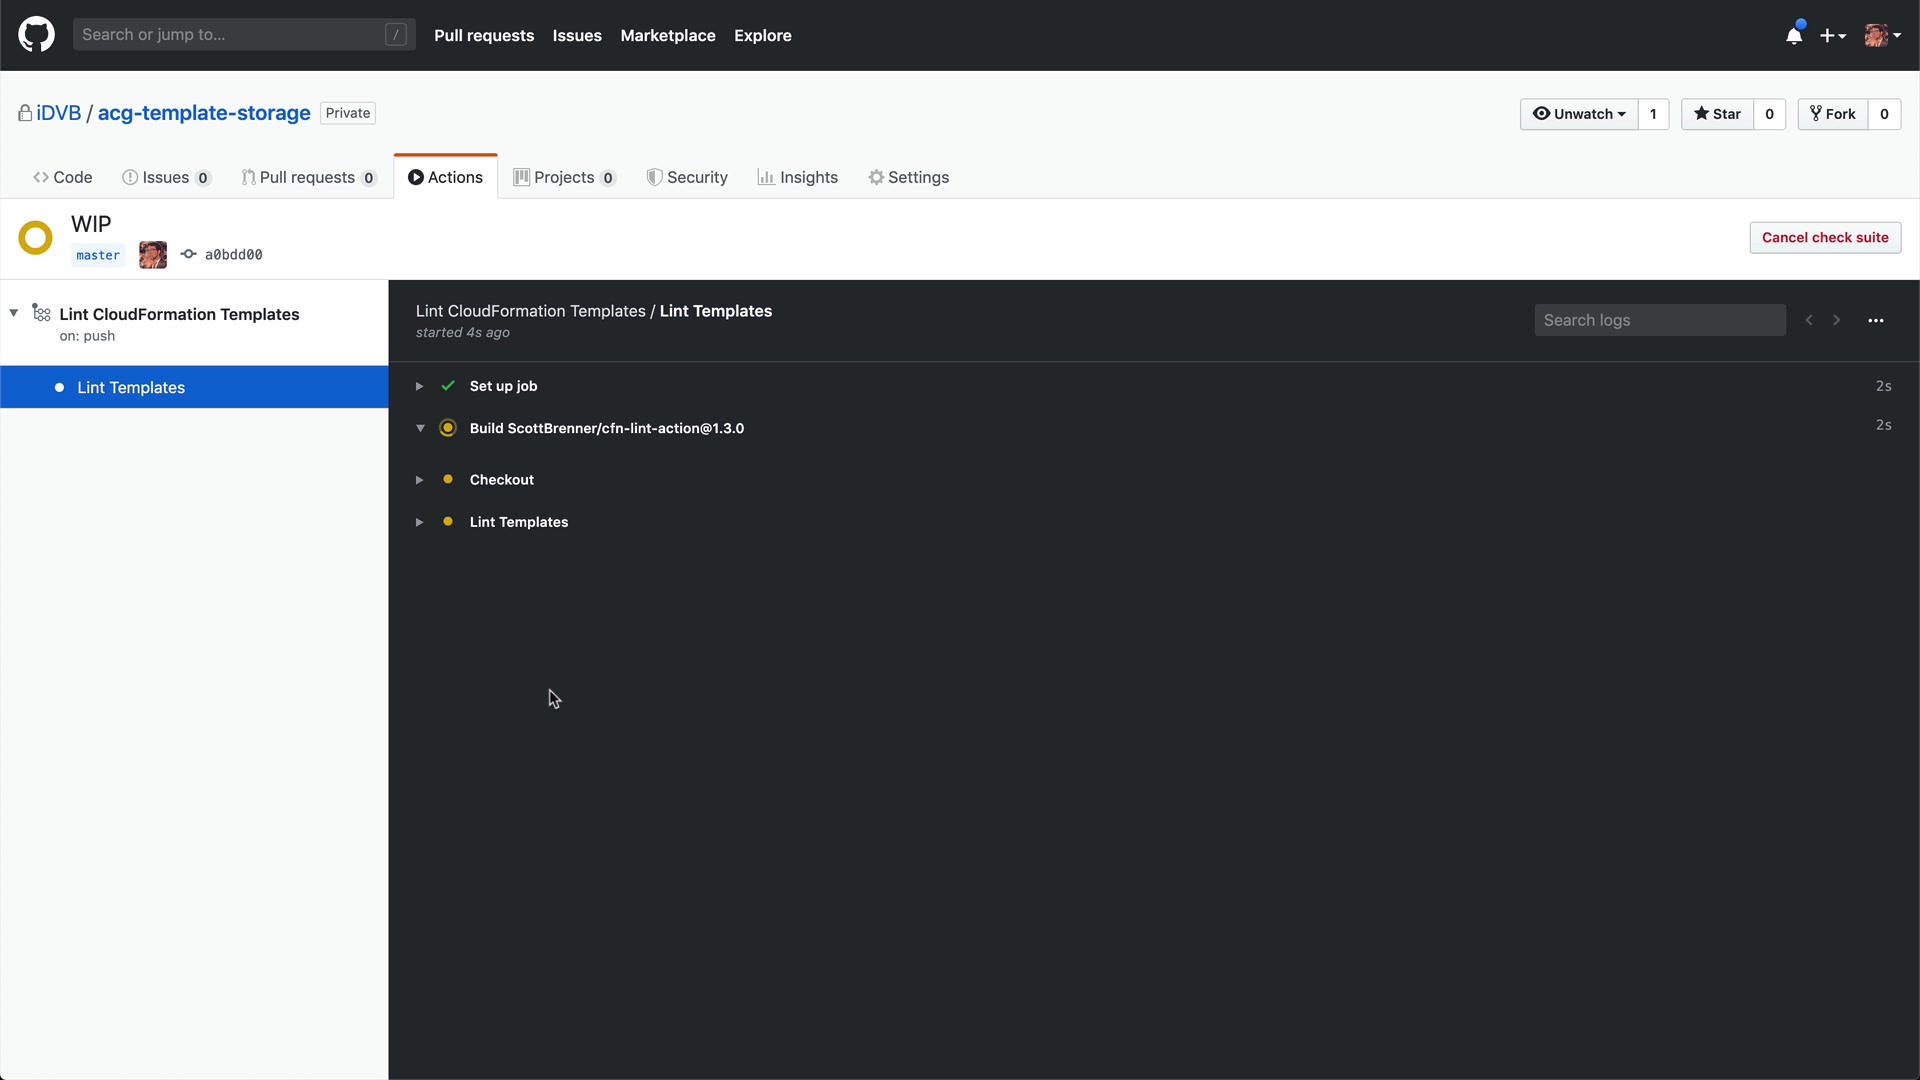 Search or jump to... / Pull requests Issues Marketplace Explore
iDVB / acg-template-storage Private Unwatch 1 Star 0 Fork 0
Code Issues 0 Pull requests 0 Actions Projects 0 Security Insights Settings
WIP
master a0bdd00
Cancel check suite
Lint CloudFormation Templates
on: push
Lint Templates
Lint CloudFormation Templates / Lint Templates
started 4s ago
Search logs
Set up job 2s
Build ScottBrenner/cfn-lint-action@1.3.0 2s
Checkout
Lint Templates